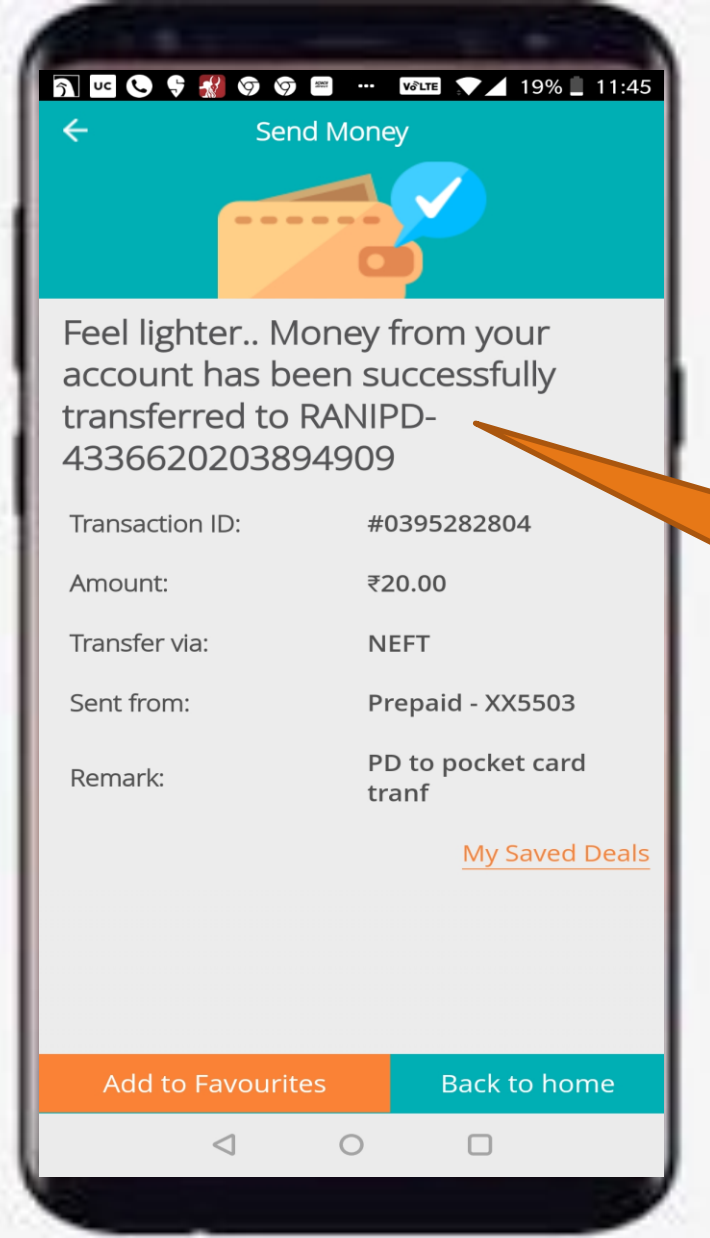 UC VoLTE 19% 11:45
Send Money
Feel lighter.. Money from your
account has been successfully
transferred to RANIPD-
4336620203894909
Transaction ID: #0395282804
Amount: ₹20.00
Transfer via: NEFT
Sent from: Prepaid - XX5503
Remark: PD to pocket card
tranf
My Saved Deals
Add to Favourites Back to home